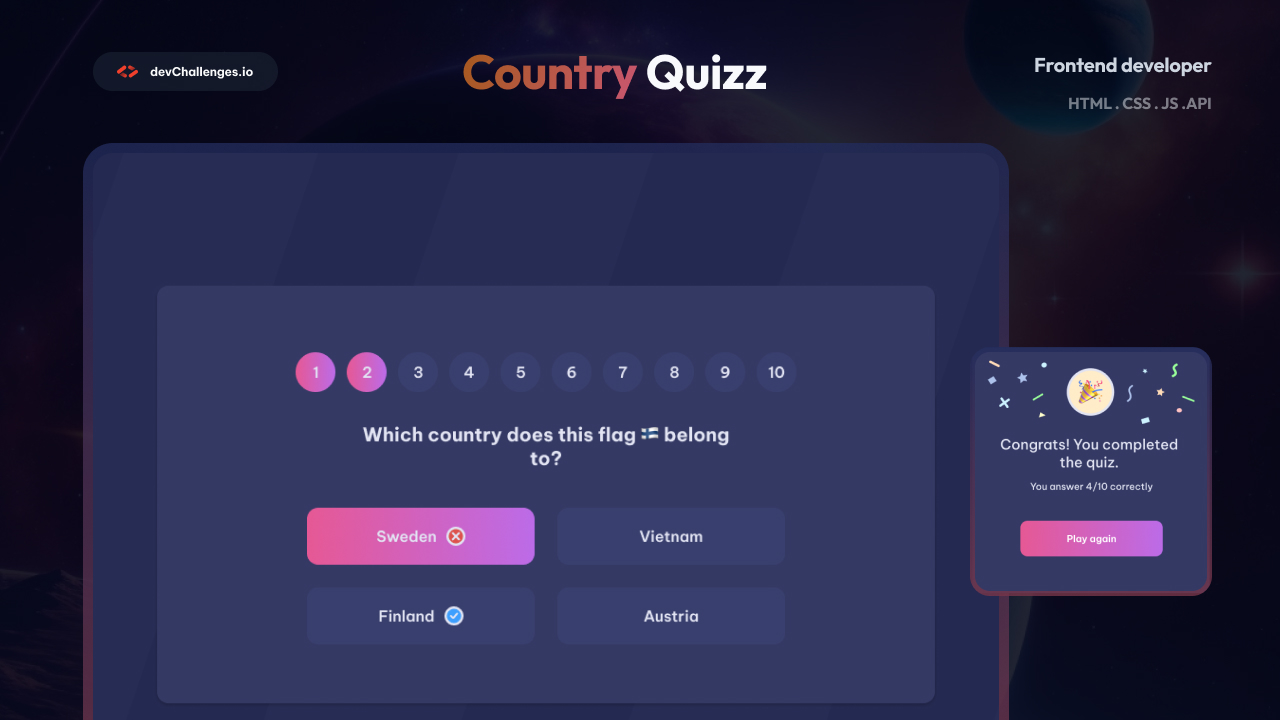 devChallenges.io
Country Quizz
Frontend developer
HTML . CSS . JS .API
1 2 3 4 5 6 7 8 9 10
Which country does this flag 🇫🇮 belong
to?
Sweden
Vietnam
Finland
Austria
Congrats! You completed
the quiz.
You answer 4/10 correctly
Play again